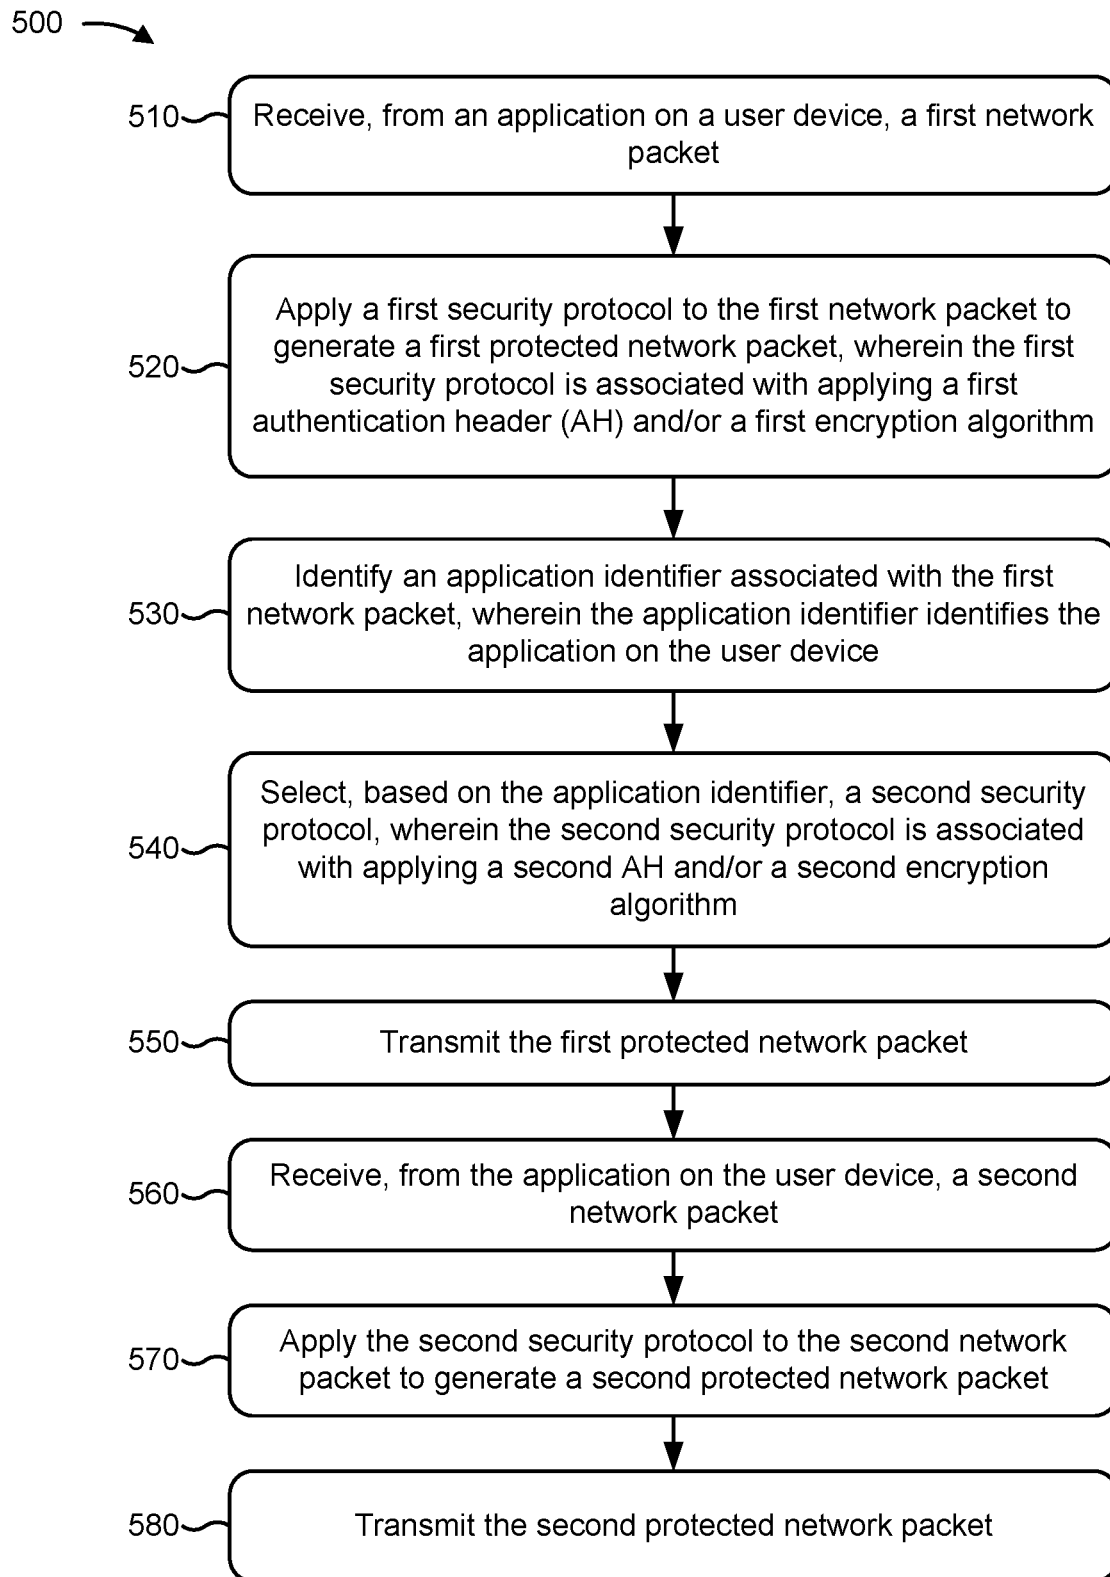 500
510
Receive, from an application on a user device, a first network
packet
520
Apply a first security protocol to the first network packet to
generate a first protected network packet, wherein the first
security protocol is associated with applying a first
authentication header (AH) and/or a first encryption algorithm
530
Identify an application identifier associated with the first
network packet, wherein the application identifier identifies the
application on the user device
540
Select, based on the application identifier, a second security
protocol, wherein the second security protocol is associated
with applying a second AH and/or a second encryption
algorithm
550
Transmit the first protected network packet
560
Receive, from the application on the user device, a second
network packet
570
Apply the second security protocol to the second network
packet to generate a second protected network packet
580
Transmit the second protected network packet